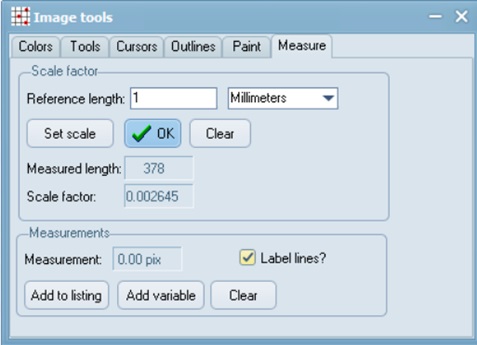 Image tools
Colors Tools Cursors Outlines Paint Measure
Scale factor
Reference length: 1 Millimeters
Set scale OK Clear
Measured length: 378
Scale factor: 0.002645
Measurements
Measurement: 0.00 pix Label lines?
Add to listing Add variable Clear